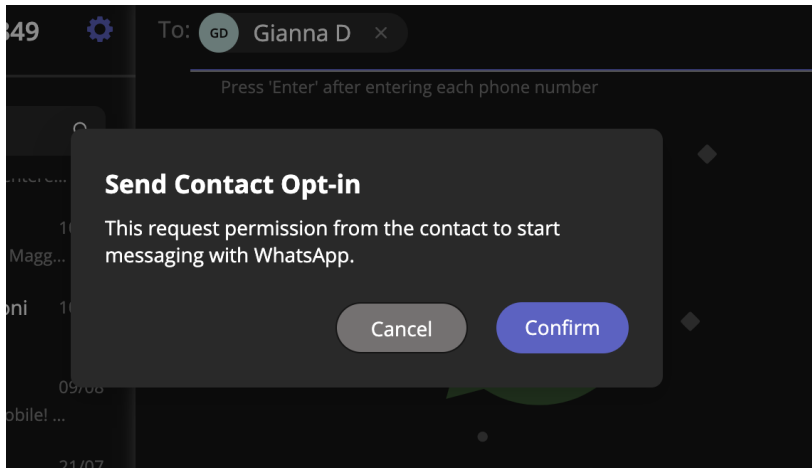 349
To: GD Gianna D ×
Press 'Enter' after entering each phone number
Send Contact Opt-in
This request permission from the contact to start
messaging with WhatsApp.
Magg...
oni
Cancel Confirm
09/08
obile! ...
21/07